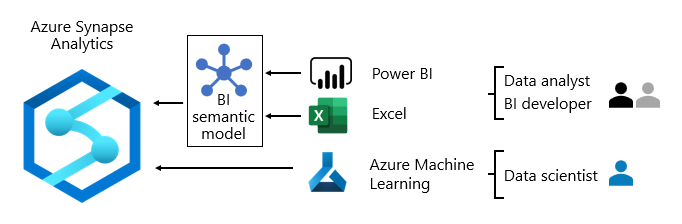 Azure Synapse
Analytics
BI
semantic
model
Power BI
X
Excel
Azure Machine
Learning
Data analyst
BI developer
Data scientist